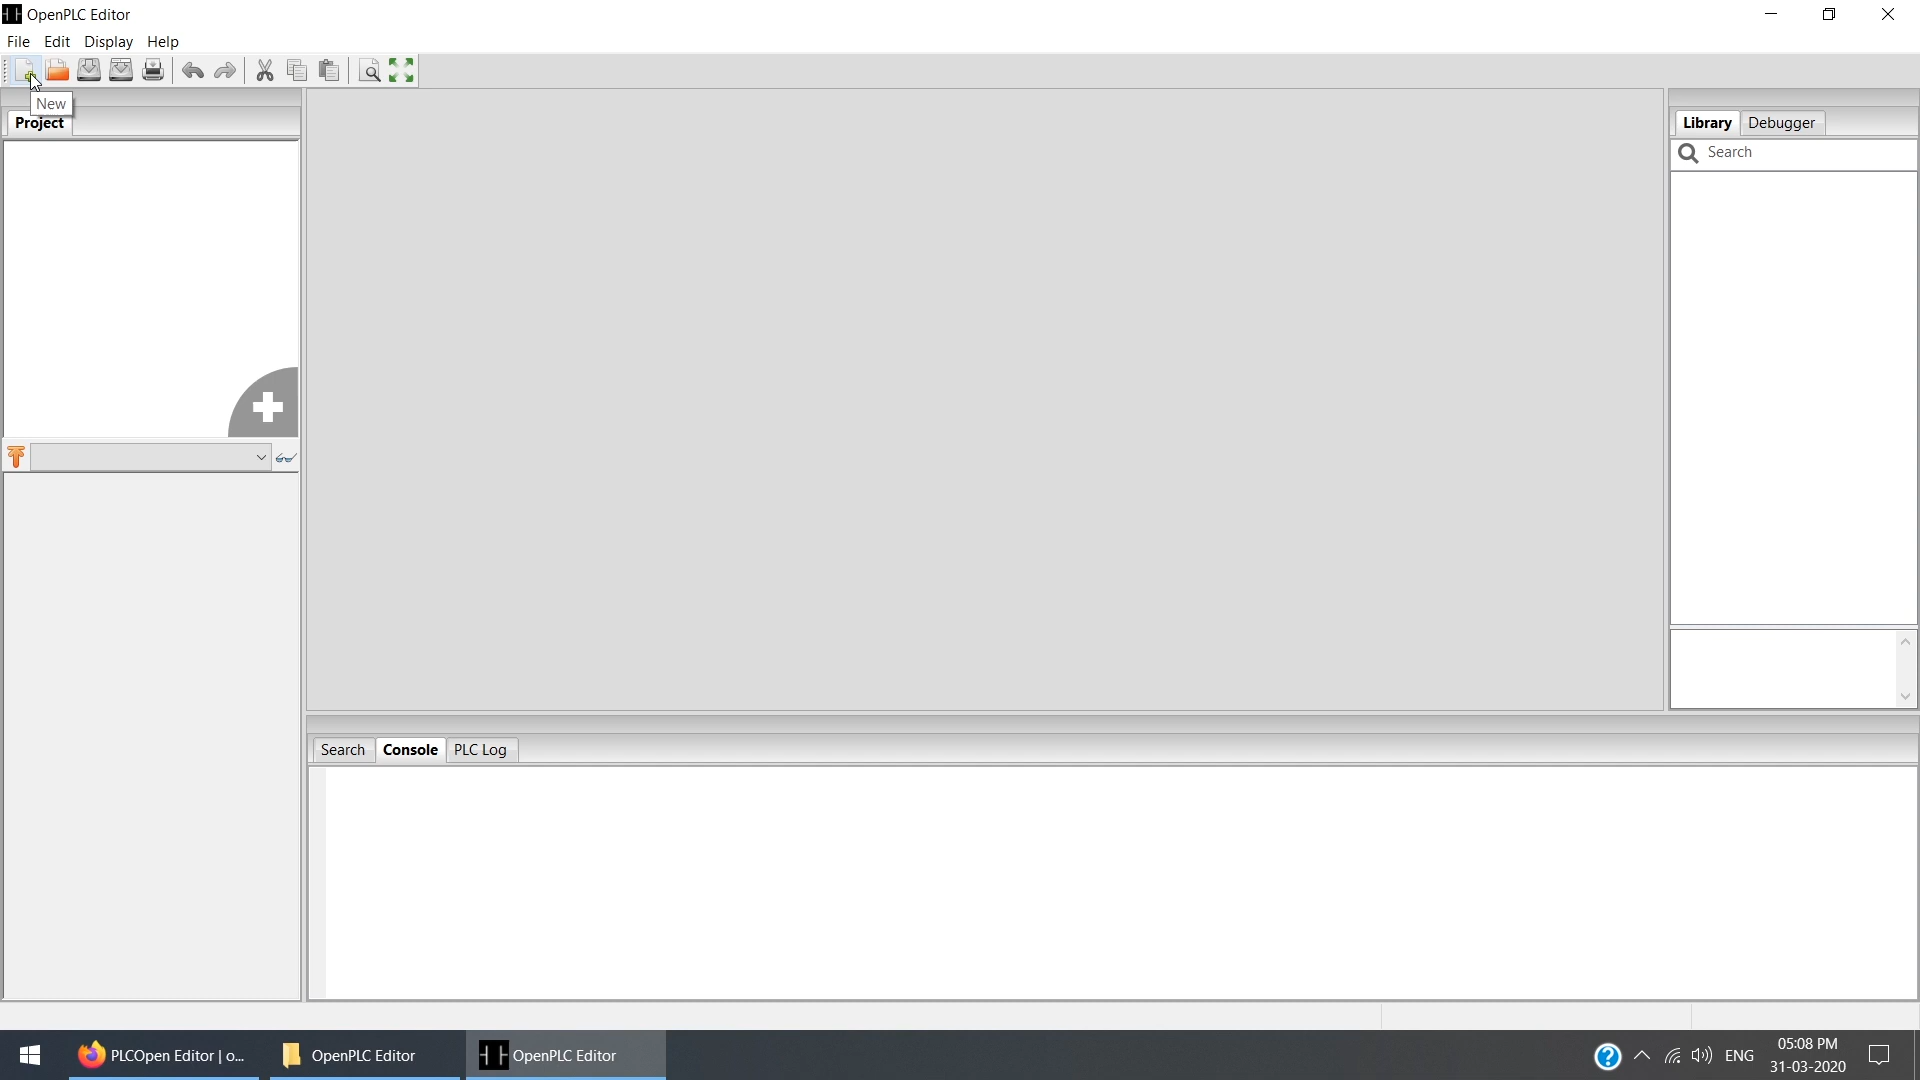 OpenPLC Editor
File Edit Display Help
New
Project
Library Debugger
Search
Search Console PLC Log
PLCOpen Editor | o...
OpenPLC Editor
OpenPLC Editor
ENG
05:08 PM
31-03-2020